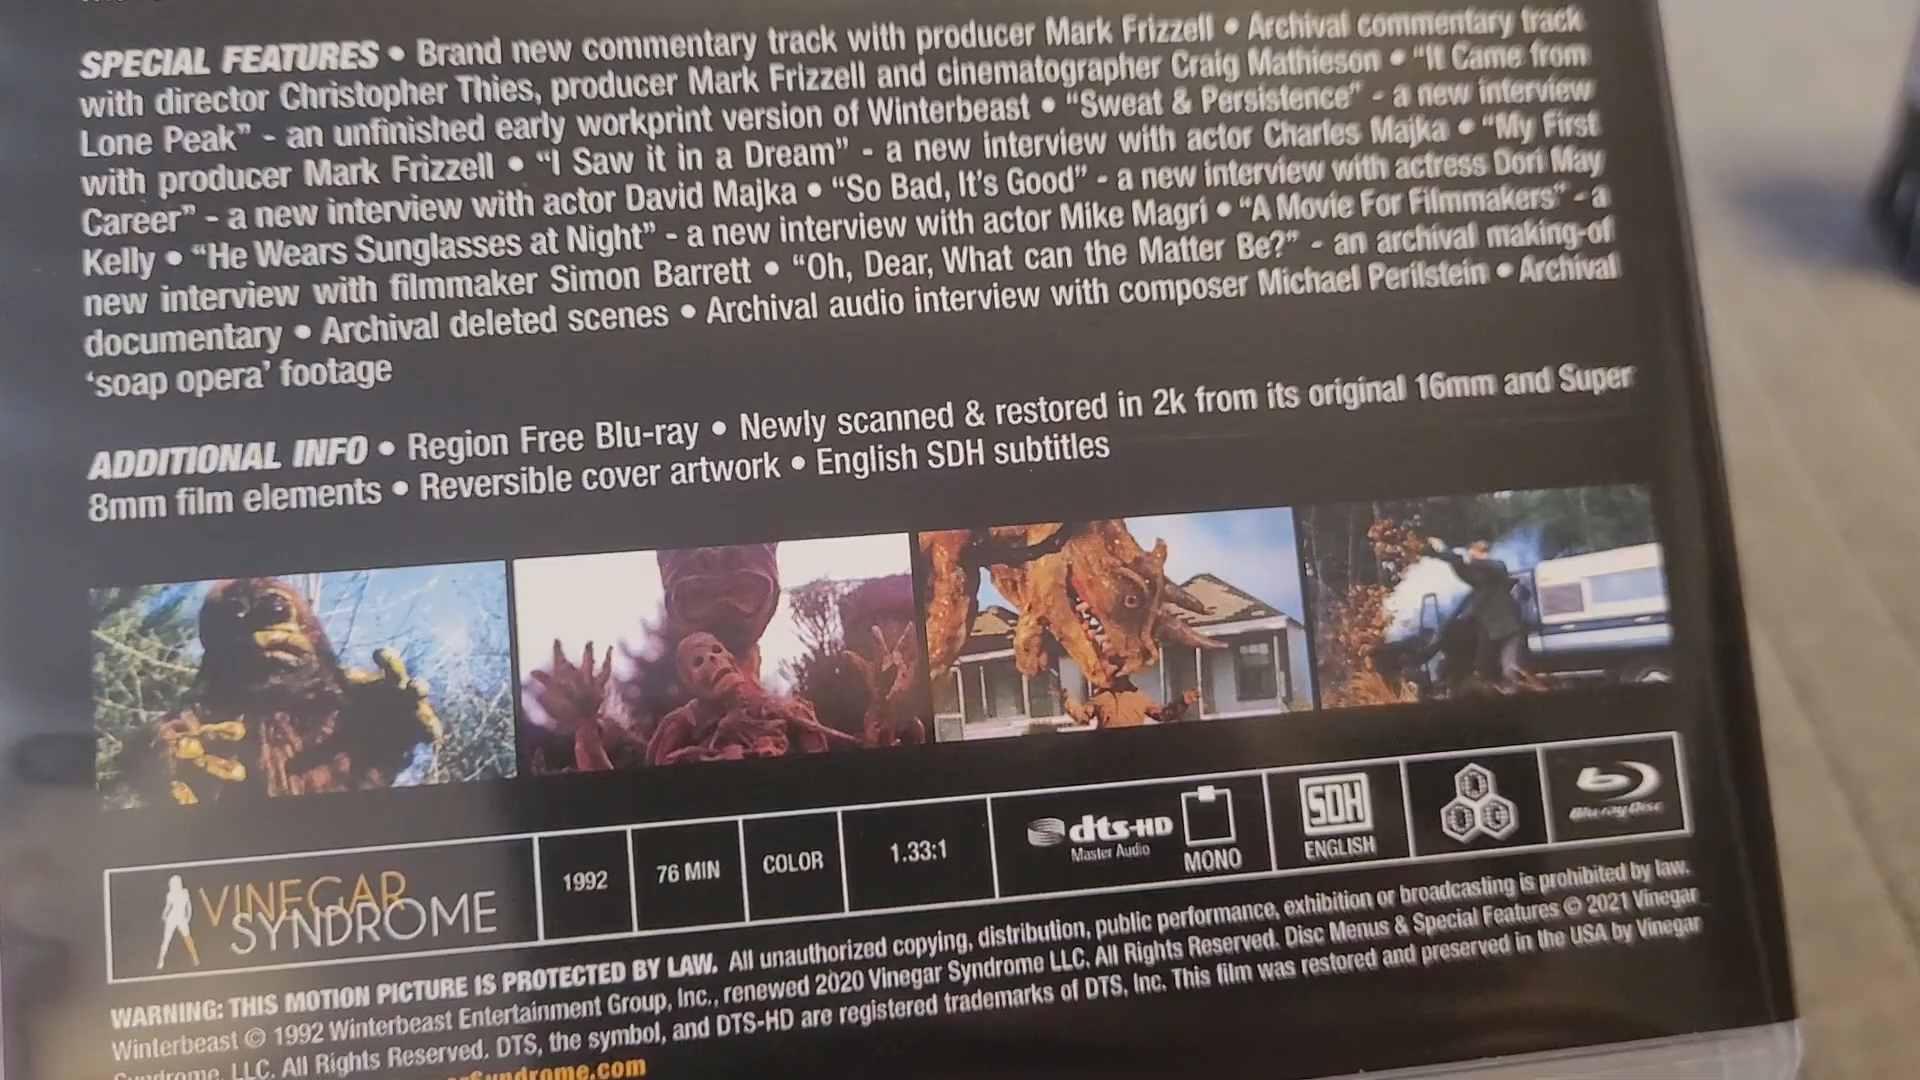 SPECIAL FEATURES • Brand new commentary track with producer Mark Frizzell • Archival commentary track
with director Christopher Thies, producer Mark Frizzell and cinematographer Craig Mathieson • “It Came from
Lone Peak” - an unfinished early workprint version of Winterbeast • “Sweat & Persistence” - a new interview
with producer Mark Frizzell • “I Saw it in a Dream” - a new interview with actor Charles Majka • “My First
Career” - a new interview with actor David Majka • “So Bad, It's Good” - a new interview with actress Dori May
Kelly • “He Wears Sunglasses at Night” - a new interview with actor Mike Magri • “A Movie For Filmmakers” - a
new interview with filmmaker Simon Barrett • “Oh, Dear, What can the Matter Be?” - an archival making-of
documentary • Archival deleted scenes • Archival audio interview with composer Michael Perilstein • Archival
‘soap opera’ footage
ADDITIONAL INFO • Region Free Blu-ray • Newly scanned & restored in 2k from its original 16mm and Super
8mm film elements • Reversible cover artwork • English SDH subtitles
VINEGAR
SYNDROME
1992
76 MIN
COLOR
1.33:1
dts-HD
Master Audio
MONO
SDH
ENGLISH
Blu-ray Disc
WARNING: THIS MOTION PICTURE IS PROTECTED BY LAW. All unauthorized copying, distribution, public performance, exhibition or broadcasting is prohibited by law.
Winterbeast © 1992 Winterbeast Entertainment Group, Inc., renewed 2020 Vinegar Syndrome LLC. All Rights Reserved. Disc Menus & Special Features © 2021 Vinegar
Syndrome, LLC. All Rights Reserved. DTS, the symbol, and DTS-HD are registered trademarks of DTS, Inc. This film was restored and preserved in the USA by Vinegar
Syndrome.com